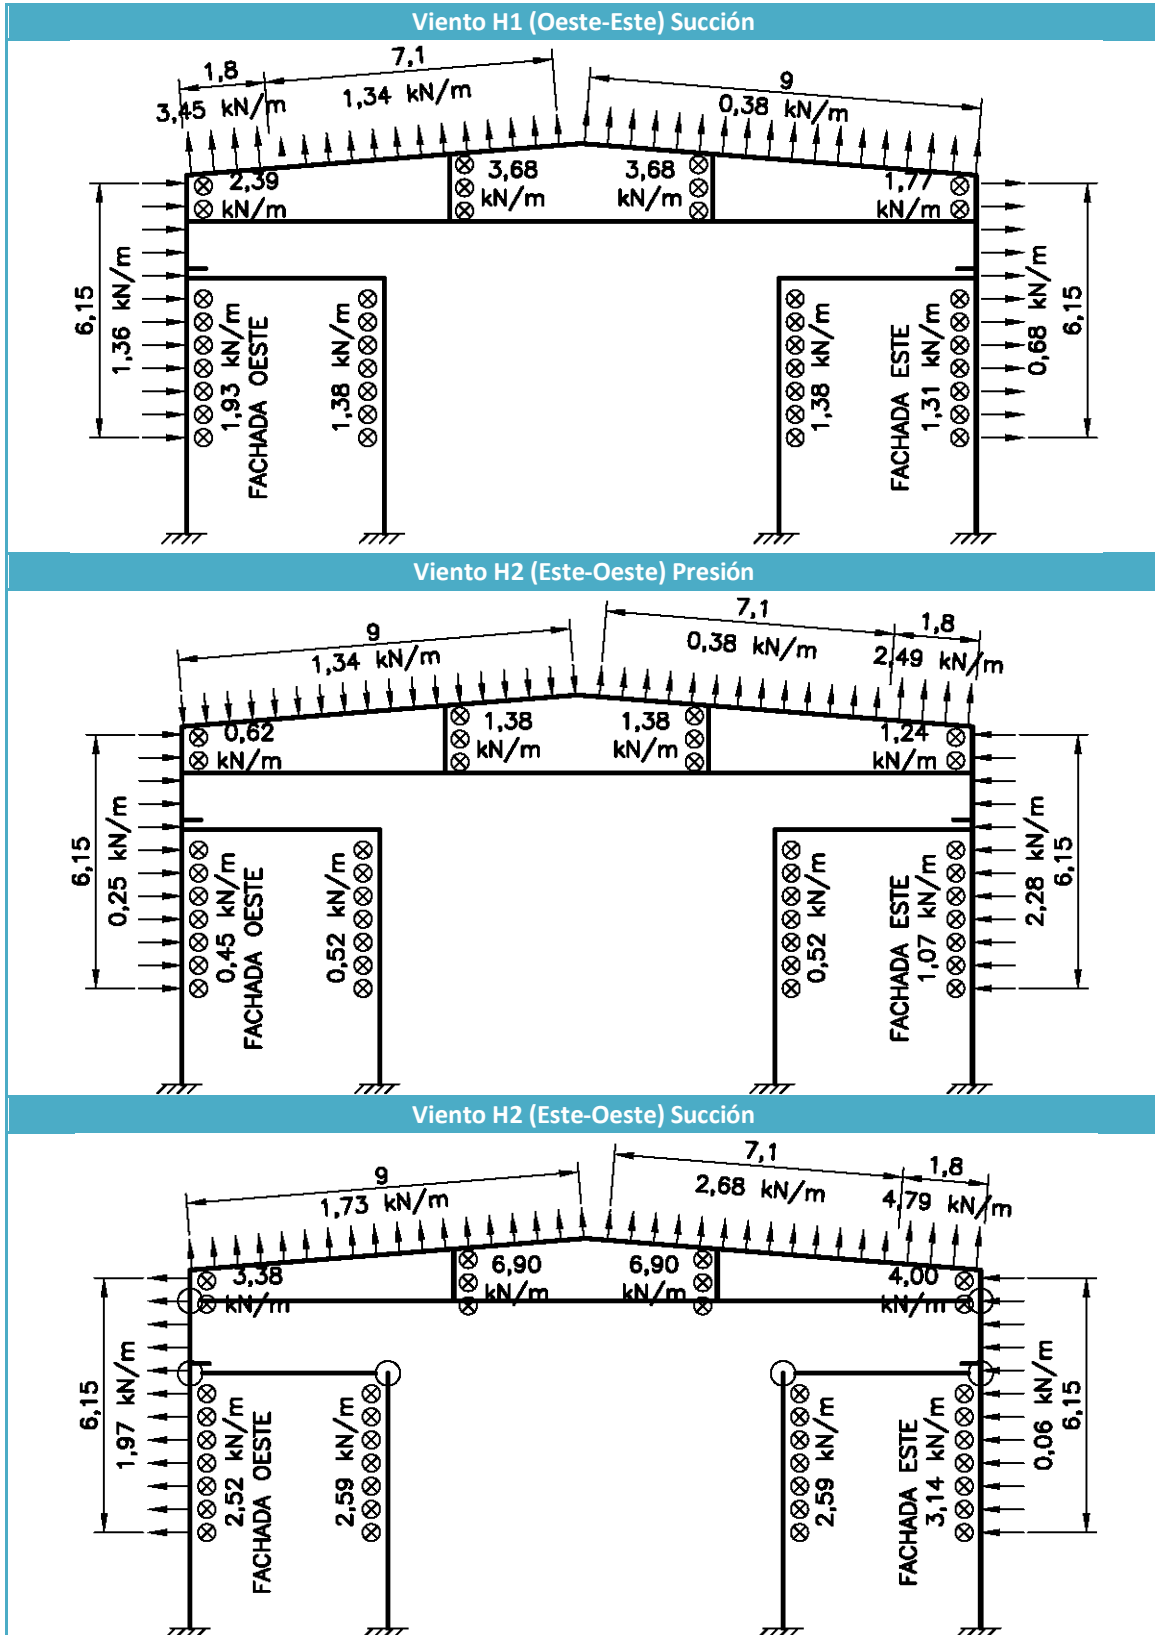 Viento H1 (Oeste-Este) Succión
1,8
7,1
9
3,45 kN/m
1,34 kN/m
0,38 kN/m
2,39
kN/m
3,68
kN/m
3,68
kN/m
1,77
kN/m
6,15
1,36 kN/m
1,93 kN/m
FACHADA OESTE
1,38 kN/m
1,38 kN/m
FACHADA ESTE
1,31 kN/m
0,68 kN/m
6,15
Viento H2 (Este-Oeste) Presión
9
1,34 kN/m
7,1
1,8
0,38 kN/m
2,49 kN/m
0,62
kN/m
1,38
kN/m
1,38
kN/m
1,24
kN/m
6,15
0,25 kN/m
0,45 kN/m
FACHADA OESTE
0,52 kN/m
0,52 kN/m
FACHADA ESTE
1,07 kN/m
2,28 kN/m
6,15
Viento H2 (Este-Oeste) Succión
9
1,73 kN/m
7,1
1,8
2,68 kN/m
4,79 kN/m
3,38
kN/m
6,90
kN/m
6,90
kN/m
4,00
kN/m
6,15
1,97 kN/m
2,52 kN/m
FACHADA OESTE
2,59 kN/m
2,59 kN/m
FACHADA ESTE
3,14 kN/m
0,06 kN/m
6,15